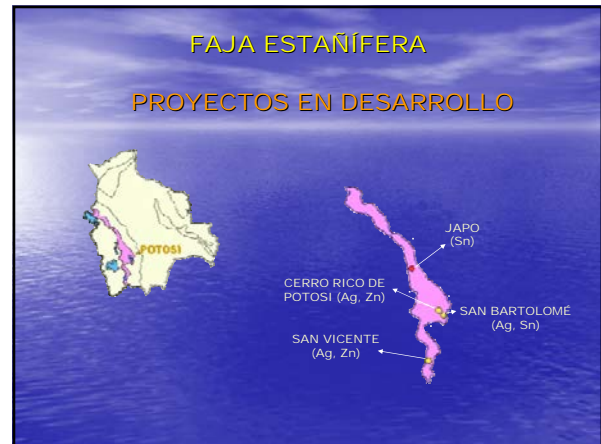 FAJA ESTAÑÍFERA
PROYECTOS EN DESARROLLO
POTOSI
JAPO
(Sn)
CERRO RICO DE
POTOSI (Ag, Zn)
SAN BARTOLOMÉ
(Ag, Sn)
SAN VICENTE
(Ag, Zn)